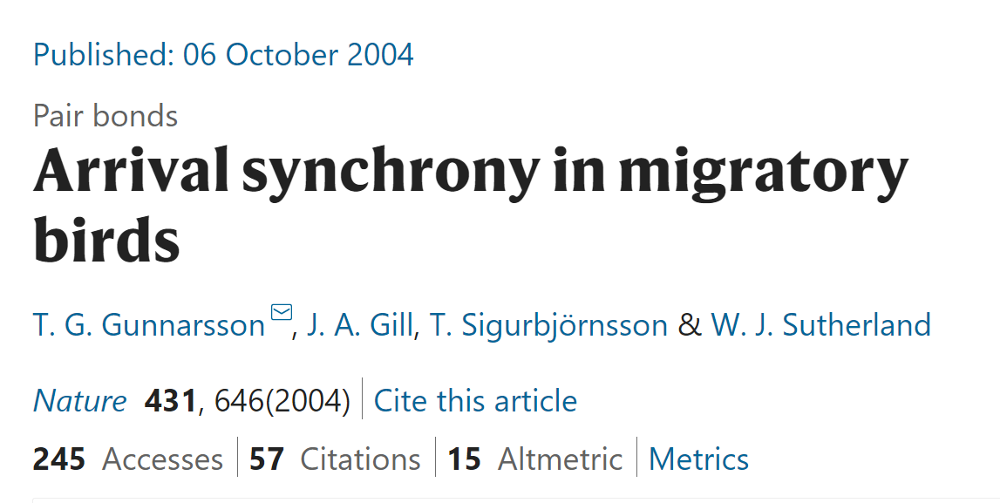 Published: 06 October 2004
Pair bonds
Arrival synchrony in migratory
birds
T. G. Gunnarsson, J. A. Gill, T. Sigurbjörnsson & W. J. Sutherland
Nature 431, 646(2004) Cite this article
245 Accesses 57 Citations 15 Altmetric Metrics